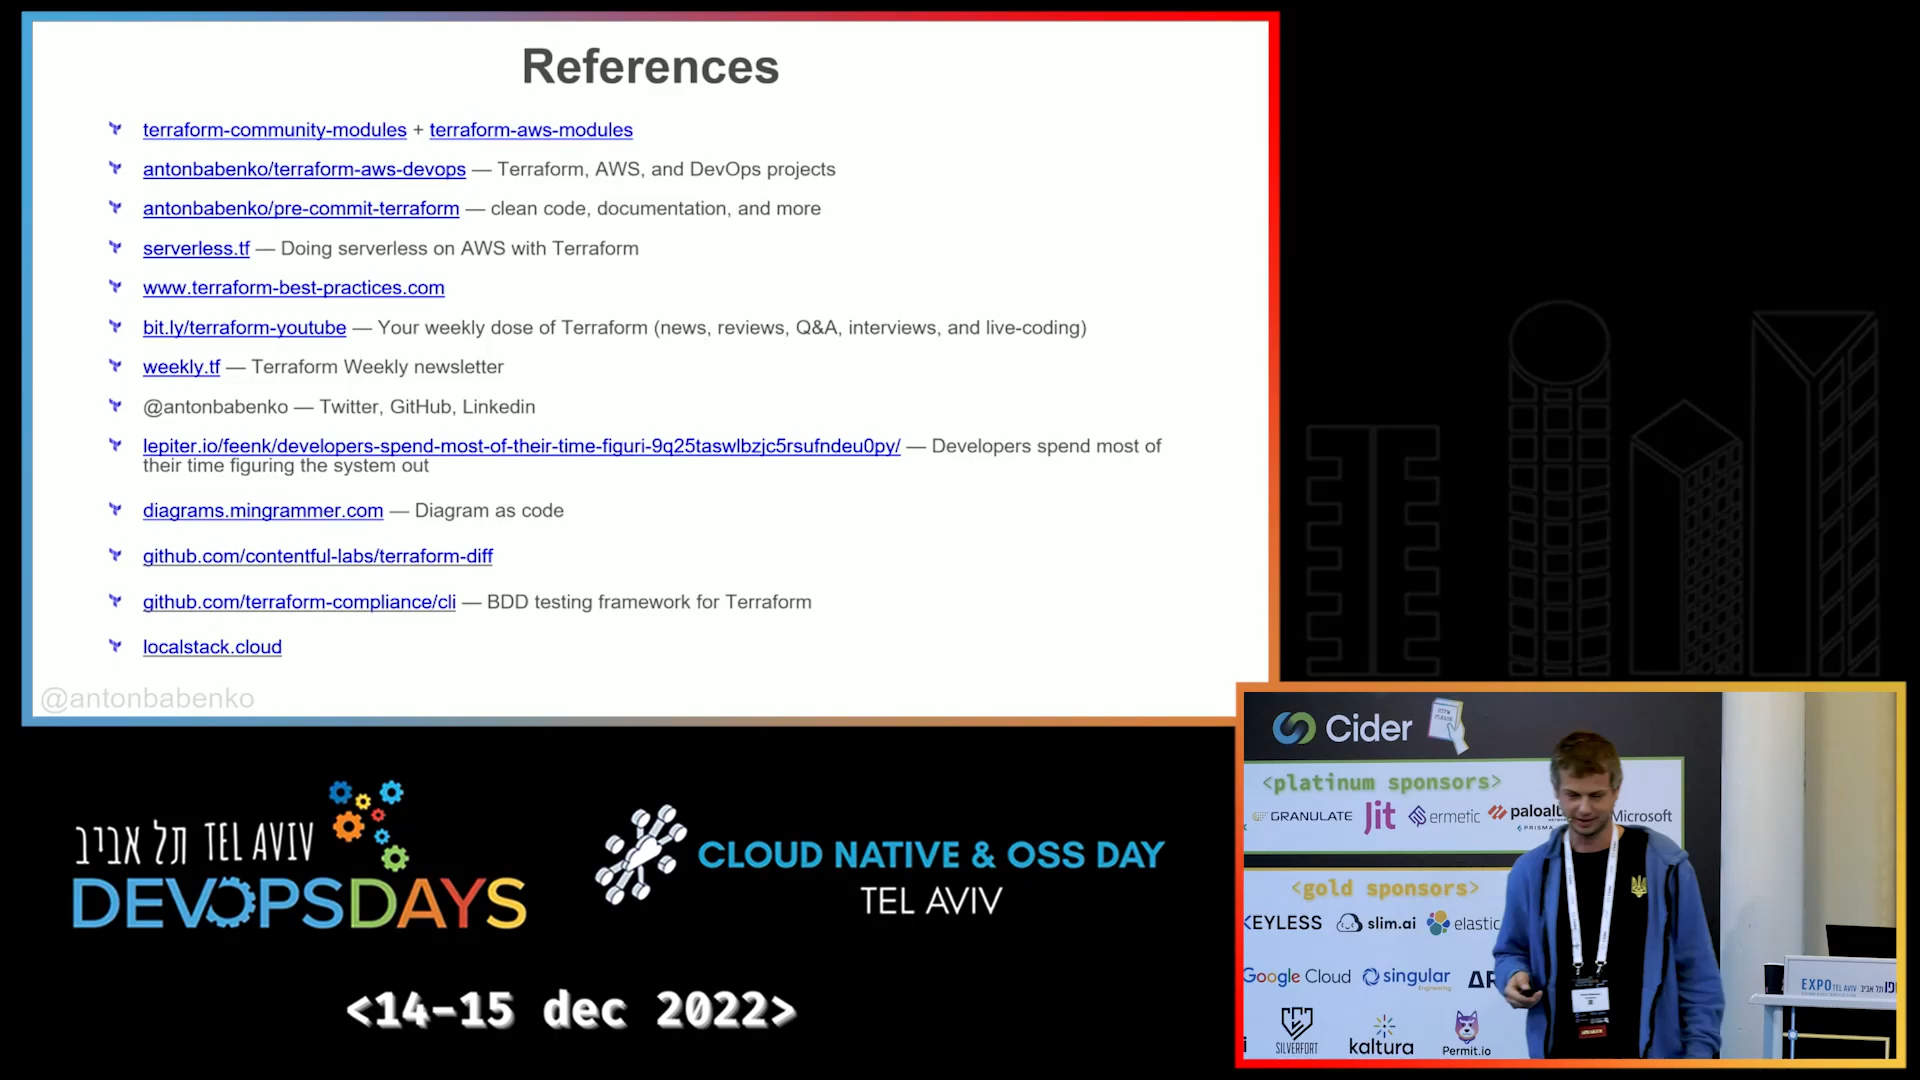 References
terraform-community-modules + terraform-aws-modules
antonbabenko/terraform-aws-devops — Terraform, AWS, and DevOps projects
antonbabenko/pre-commit-terraform — clean code, documentation, and more
serverless.tf — Doing serverless on AWS with Terraform
www.terraform-best-practices.com
bit.ly/terraform-youtube — Your weekly dose of Terraform (news, reviews, Q&A, interviews, and live-coding)
weekly.tf — Terraform Weekly newsletter
@antonbabenko — Twitter, GitHub, Linkedin
lepiter.io/feenk/developers-spend-most-of-their-time-figuri-9q25taswlbzjc5rsufndeu0py/ — Developers spend most of
their time figuring the system out
diagrams.mingrammer.com — Diagram as code
github.com/contentful-labs/terraform-diff
github.com/terraform-compliance/cli — BDD testing framework for Terraform
localstack.cloud
@antonbabenko
תל אביב TEL AVIV
DEVOPSDAYS
CLOUD NATIVE & OSS DAY
TEL AVIV
<14-15 dec 2022>
Cider
<platinum sponsors>
GRANULATE Jit ermetic paloalt Microsoft
PRISMA
<gold sponsors>
KEYLESS slim.ai elastic
Google Cloud singular AR
Engineering
SILVERFORT kaltura Permit.io
EXPO TEL AVIV תל אביב